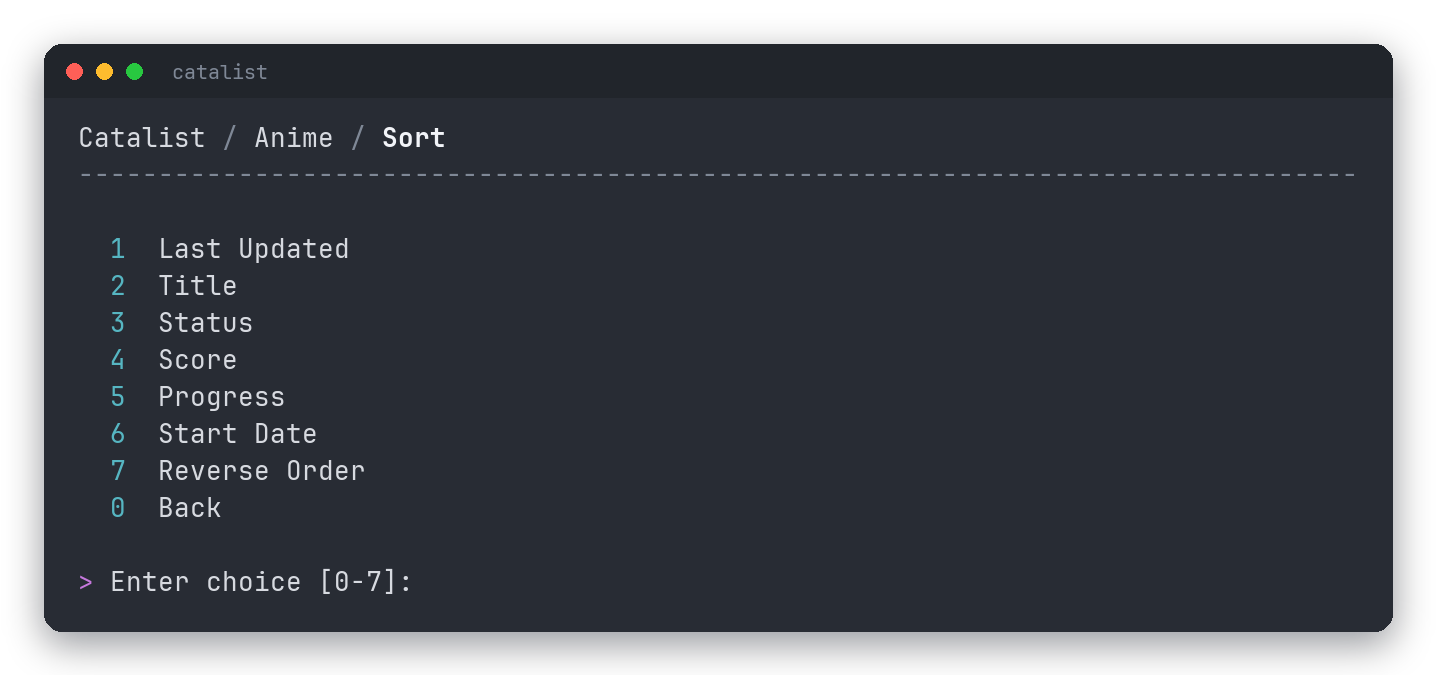 catalist
Catalist / Anime / Sort
--------------------------------------------------------------------------------
1  Last Updated
2  Title
3  Status
4  Score
5  Progress
6  Start Date
7  Reverse Order
0  Back
> Enter choice [0-7]: